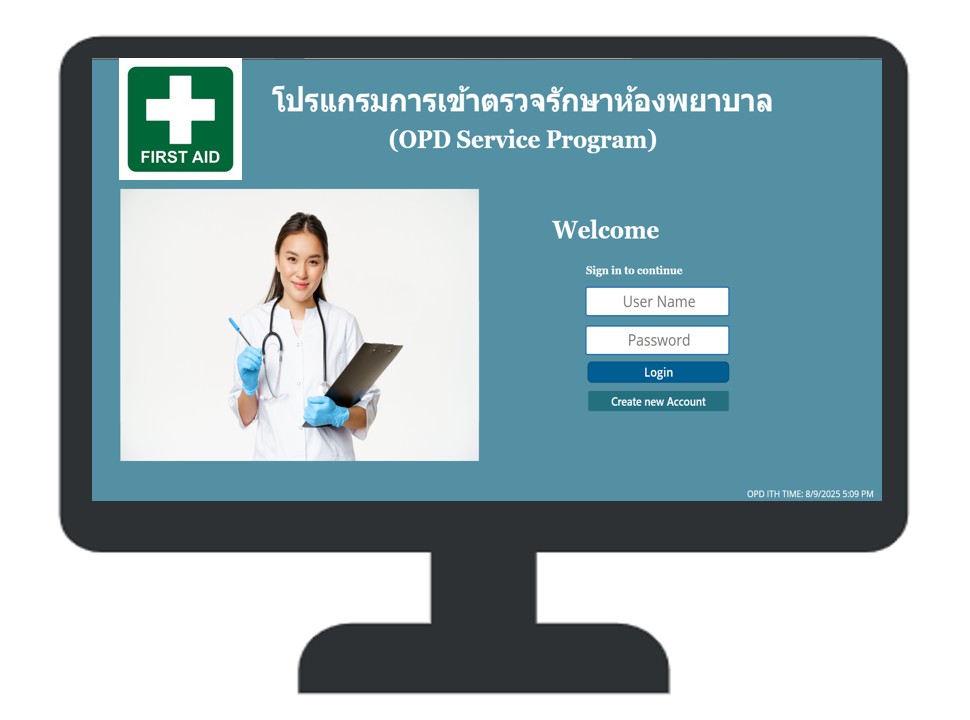 FIRST AID
โปรแกรมการเข้าตรวจรักษาห้องพยาบาล
(OPD Service Program)
Welcome
Sign in to continue
User Name
Password
Login
Create new Account
OPD ITH TIME: 8/9/2025 5:09 PM